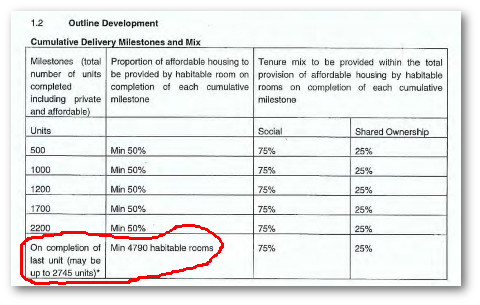 1.2 Outline Development
Cumulative Delivery Milestones and Mix
Milestones (total number of units completed including private and affordable)
Proportion of affordable housing to be provided by habitable room on completion of each cumulative milestone
Tenure mix to be provided within the total provision of affordable housing by habitable rooms on completion of each cumulative milestone
Units
Social
Shared Ownership
500 Min 50% 75% 25%
1000 Min 50% 75% 25%
1200 Min 50% 75% 25%
1700 Min 50% 75% 25%
2200 Min 50% 75% 25%
On completion of last unit (may be up to 2745 units)*
Min 4790 habitable rooms 75% 25%